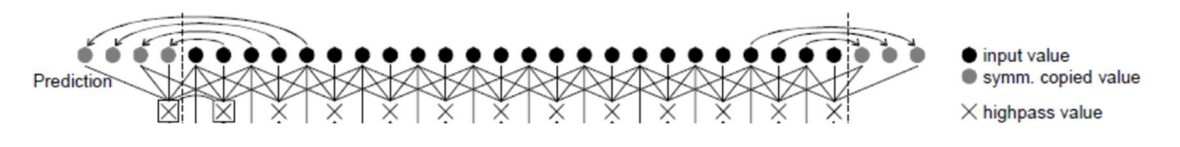 input value
Prediction
symm. copied value
highpass value